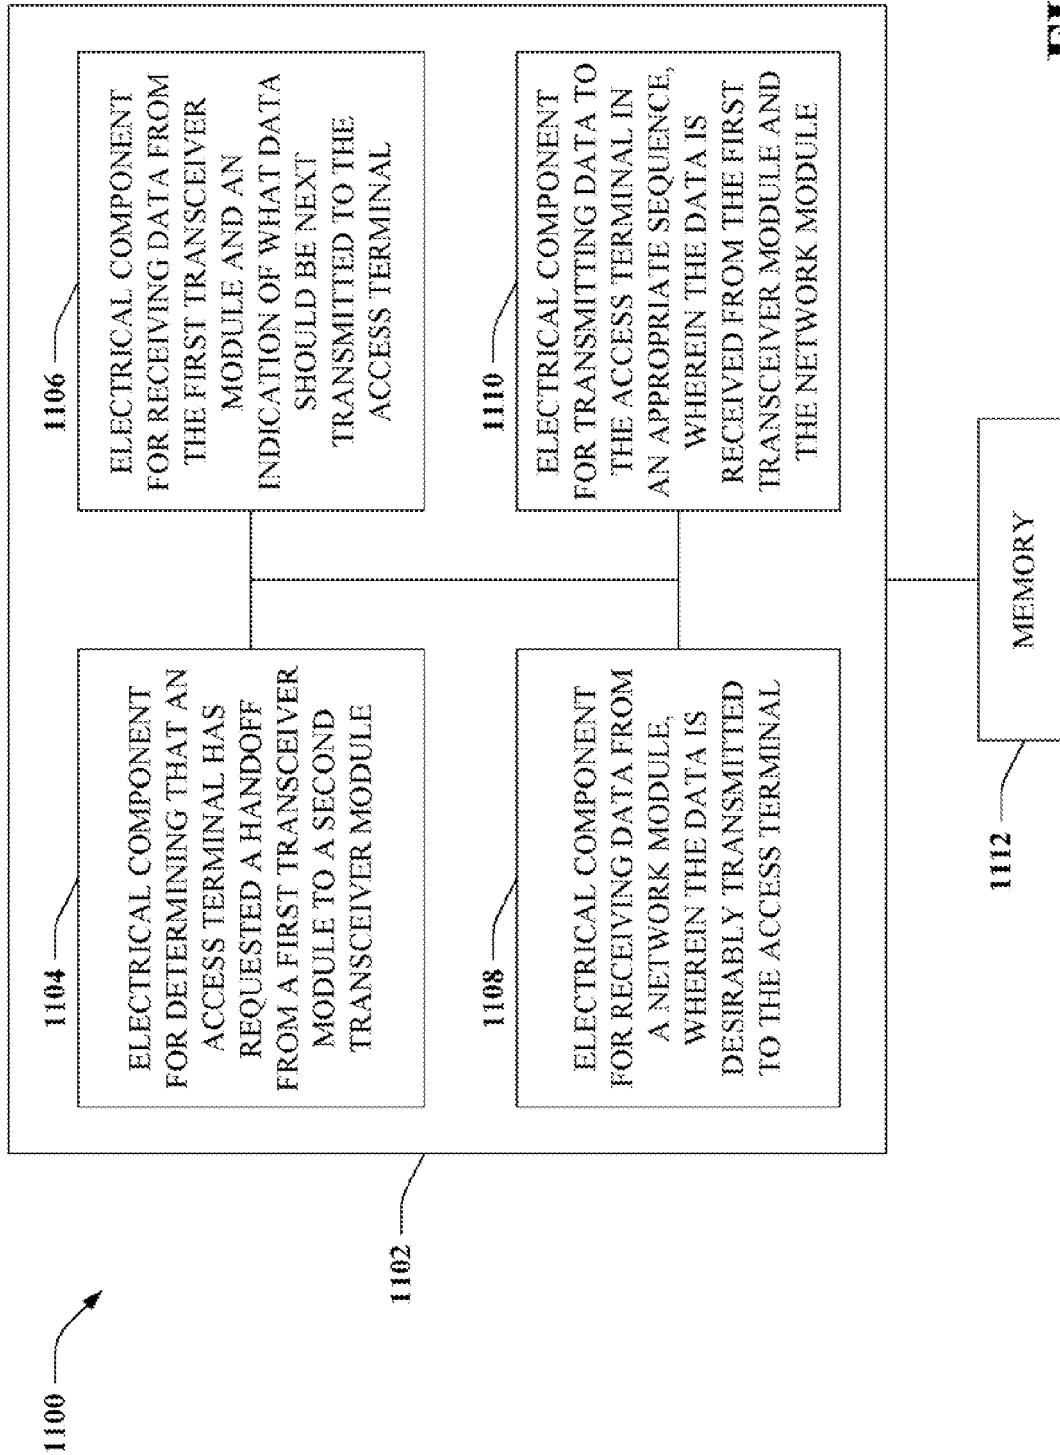 1100
1102
1104
ELECTRICAL COMPONENT
FOR DETERMINING THAT AN
ACCESS TERMINAL HAS
REQUESTED A HANDOFF
FROM A FIRST TRANSCEIVER
MODULE TO A SECOND
TRANSCEIVER MODULE
1106
ELECTRICAL COMPONENT
FOR RECEIVING DATA FROM
THE FIRST TRANSCEIVER
MODULE AND AN
INDICATION OF WHAT DATA
SHOULD BE NEXT
TRANSMITTED TO THE
ACCESS TERMINAL
1108
ELECTRICAL COMPONENT
FOR RECEIVING DATA FROM
A NETWORK MODULE,
WHEREIN THE DATA IS
DESIRABLY TRANSMITTED
TO THE ACCESS TERMINAL
1110
ELECTRICAL COMPONENT
FOR TRANSMITTING DATA TO
THE ACCESS TERMINAL IN
AN APPROPRIATE SEQUENCE,
WHEREIN THE DATA IS
RECEIVED FROM THE FIRST
TRANSCEIVER MODULE AND
THE NETWORK MODULE
1112
MEMORY